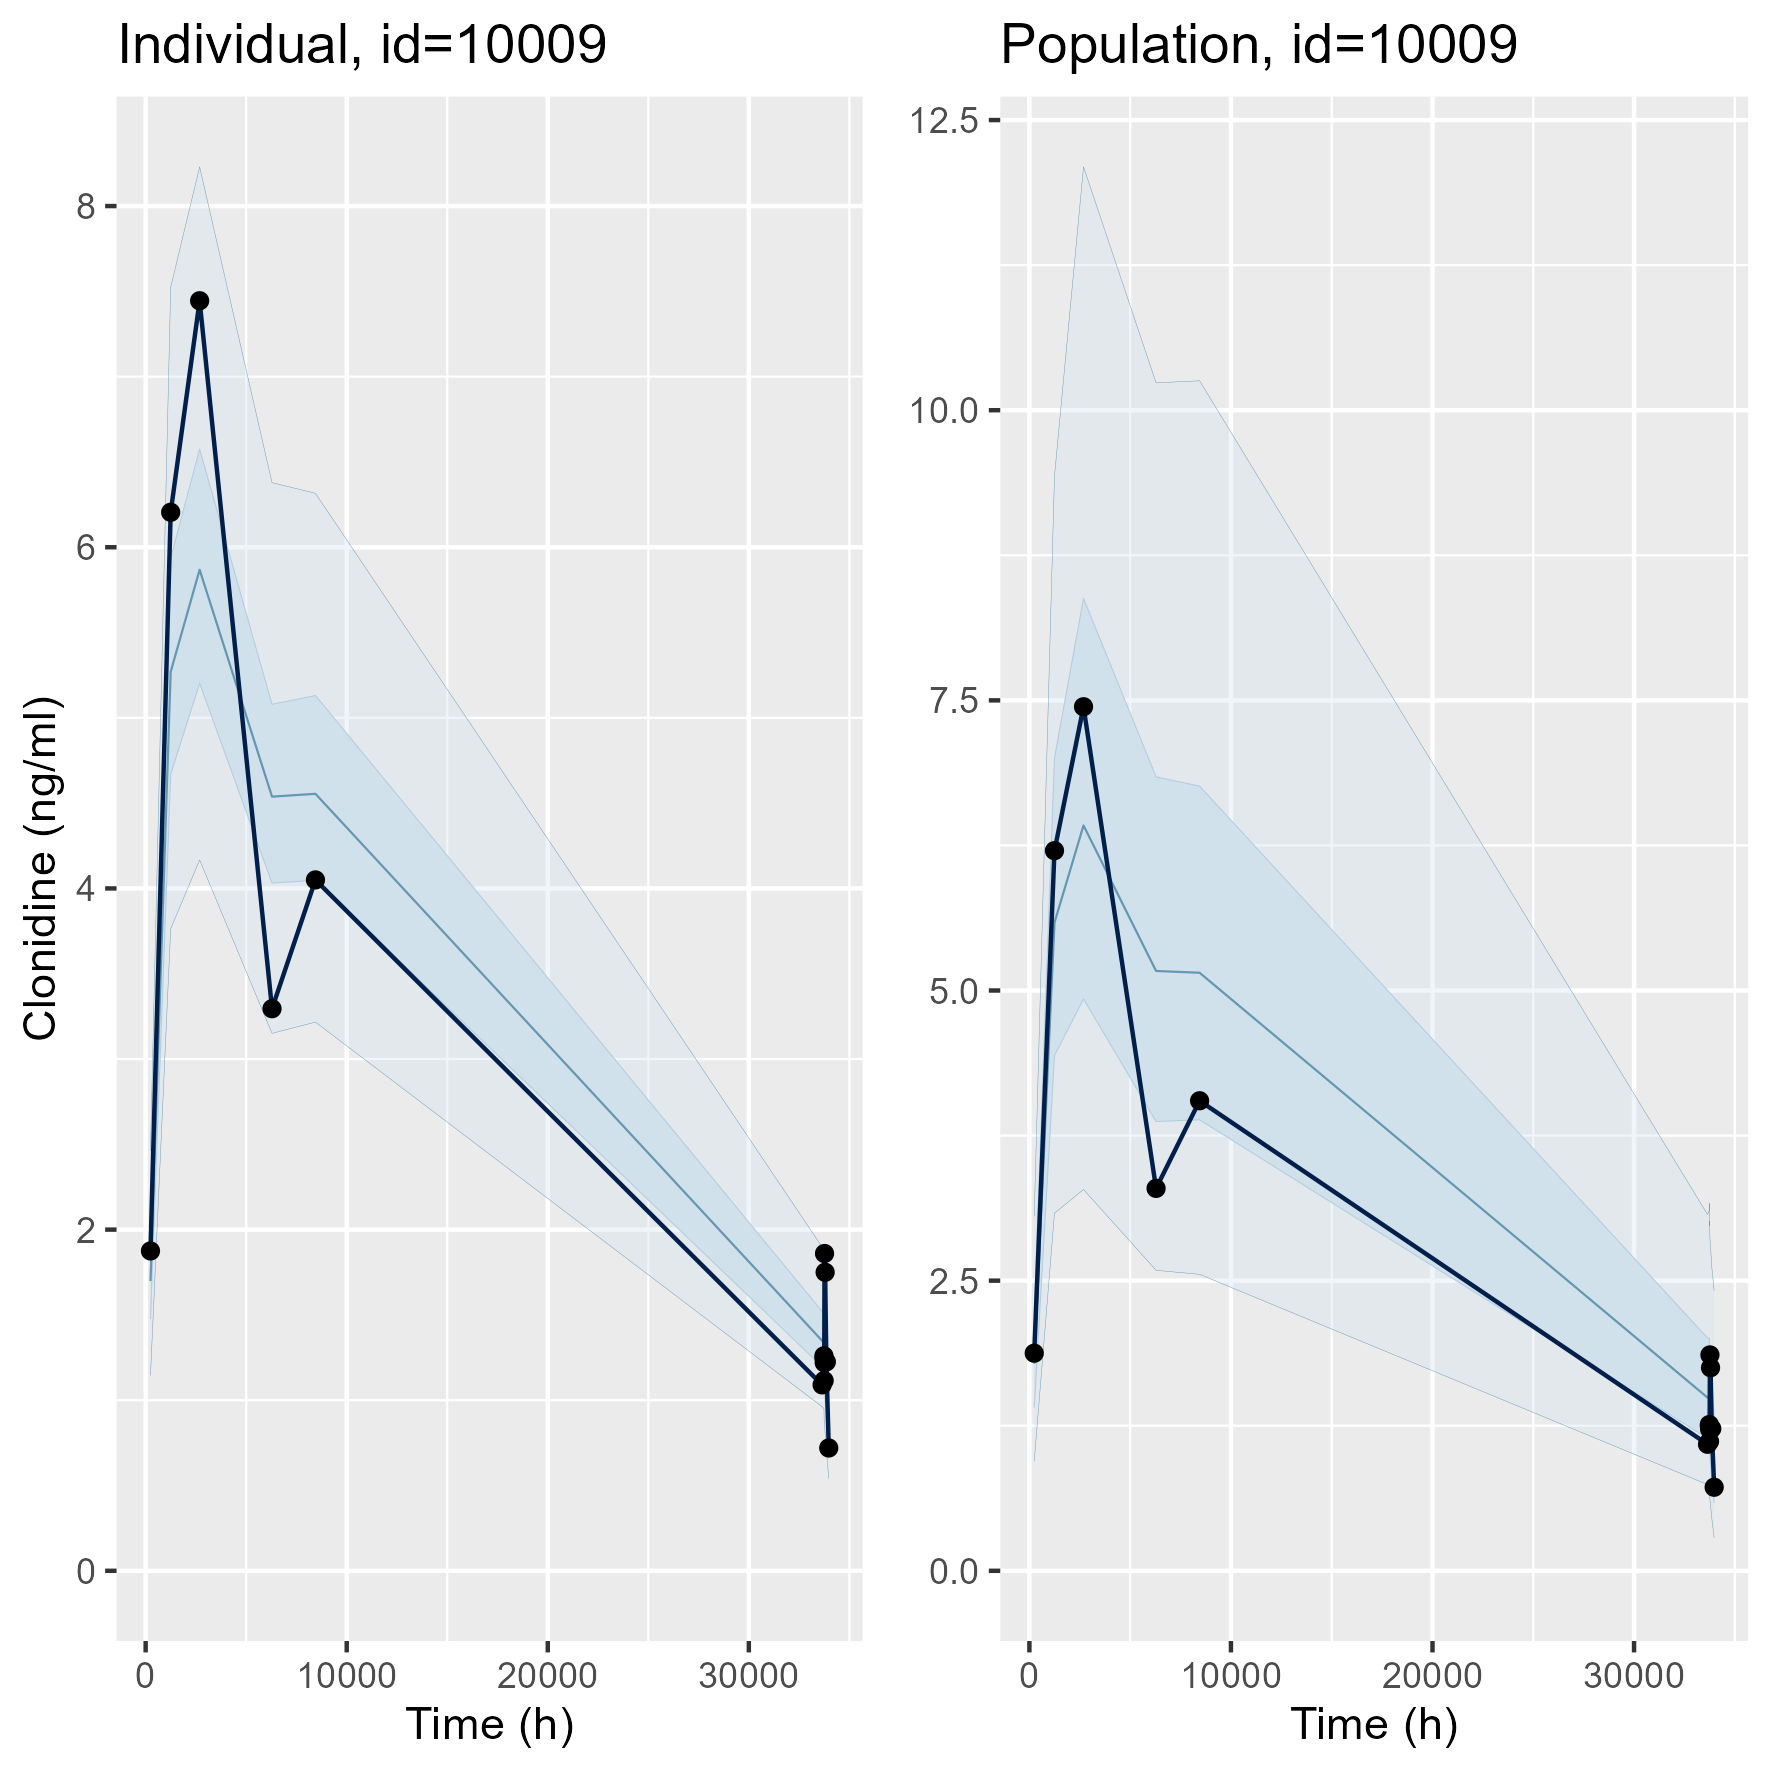 Individual, id=10009
Clonidine (ng/ml)
8
6
4
2
0
0 10000 20000 30000
Time (h)
Population, id=10009
12.5
10.0
7.5
5.0
2.5
0.0
0 10000 20000 30000
Time (h)